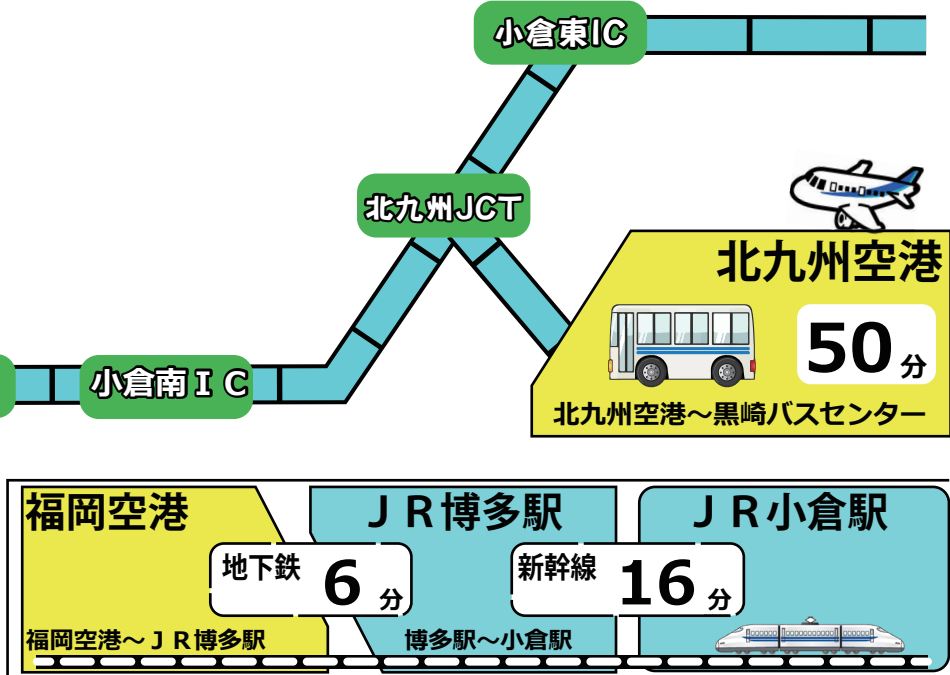 小倉東IC
北九州JCT
北九州空港
50分
小倉南ＩＣ
北九州空港～黒崎バスセンター
福岡空港
ＪＲ博多駅
ＪＲ小倉駅
地下鉄 6分
新幹線 16分
福岡空港～ＪＲ博多駅
博多駅～小倉駅